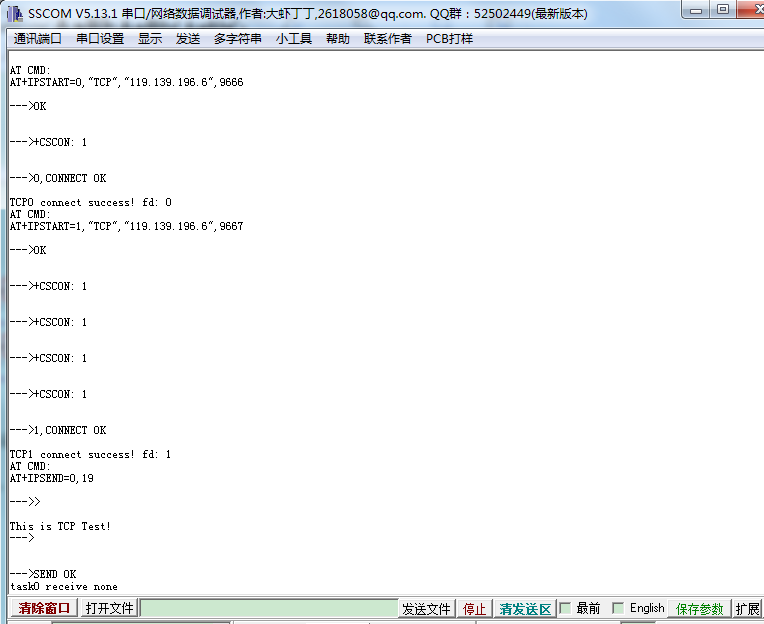 SSCOM V5.13.1 串口/网络数据调试器,作者:大虾丁丁,2618058@qq.com. QQ群：52502449(最新版本)
通讯端口 串口设置 显示 发送 多字符串 小工具 帮助 联系作者 PCB打样
AT CMD:
AT+IPSTART=0,"TCP","119.139.196.6",9666
--->OK
--->+CSCON: 1
--->0,CONNECT OK
TCP0 connect success! fd: 0
AT CMD:
AT+IPSTART=1,"TCP","119.139.196.6",9667
--->OK
--->+CSCON: 1
--->+CSCON: 1
--->+CSCON: 1
--->+CSCON: 1
--->1,CONNECT OK
TCP1 connect success! fd: 1
AT CMD:
AT+IPSEND=0,19
--->>
This is TCP Test!
--->
--->SEND OK
task0 receive none
清除窗口 打开文件 发送文件 停止 清发送区 最前 English 保存参数 扩展